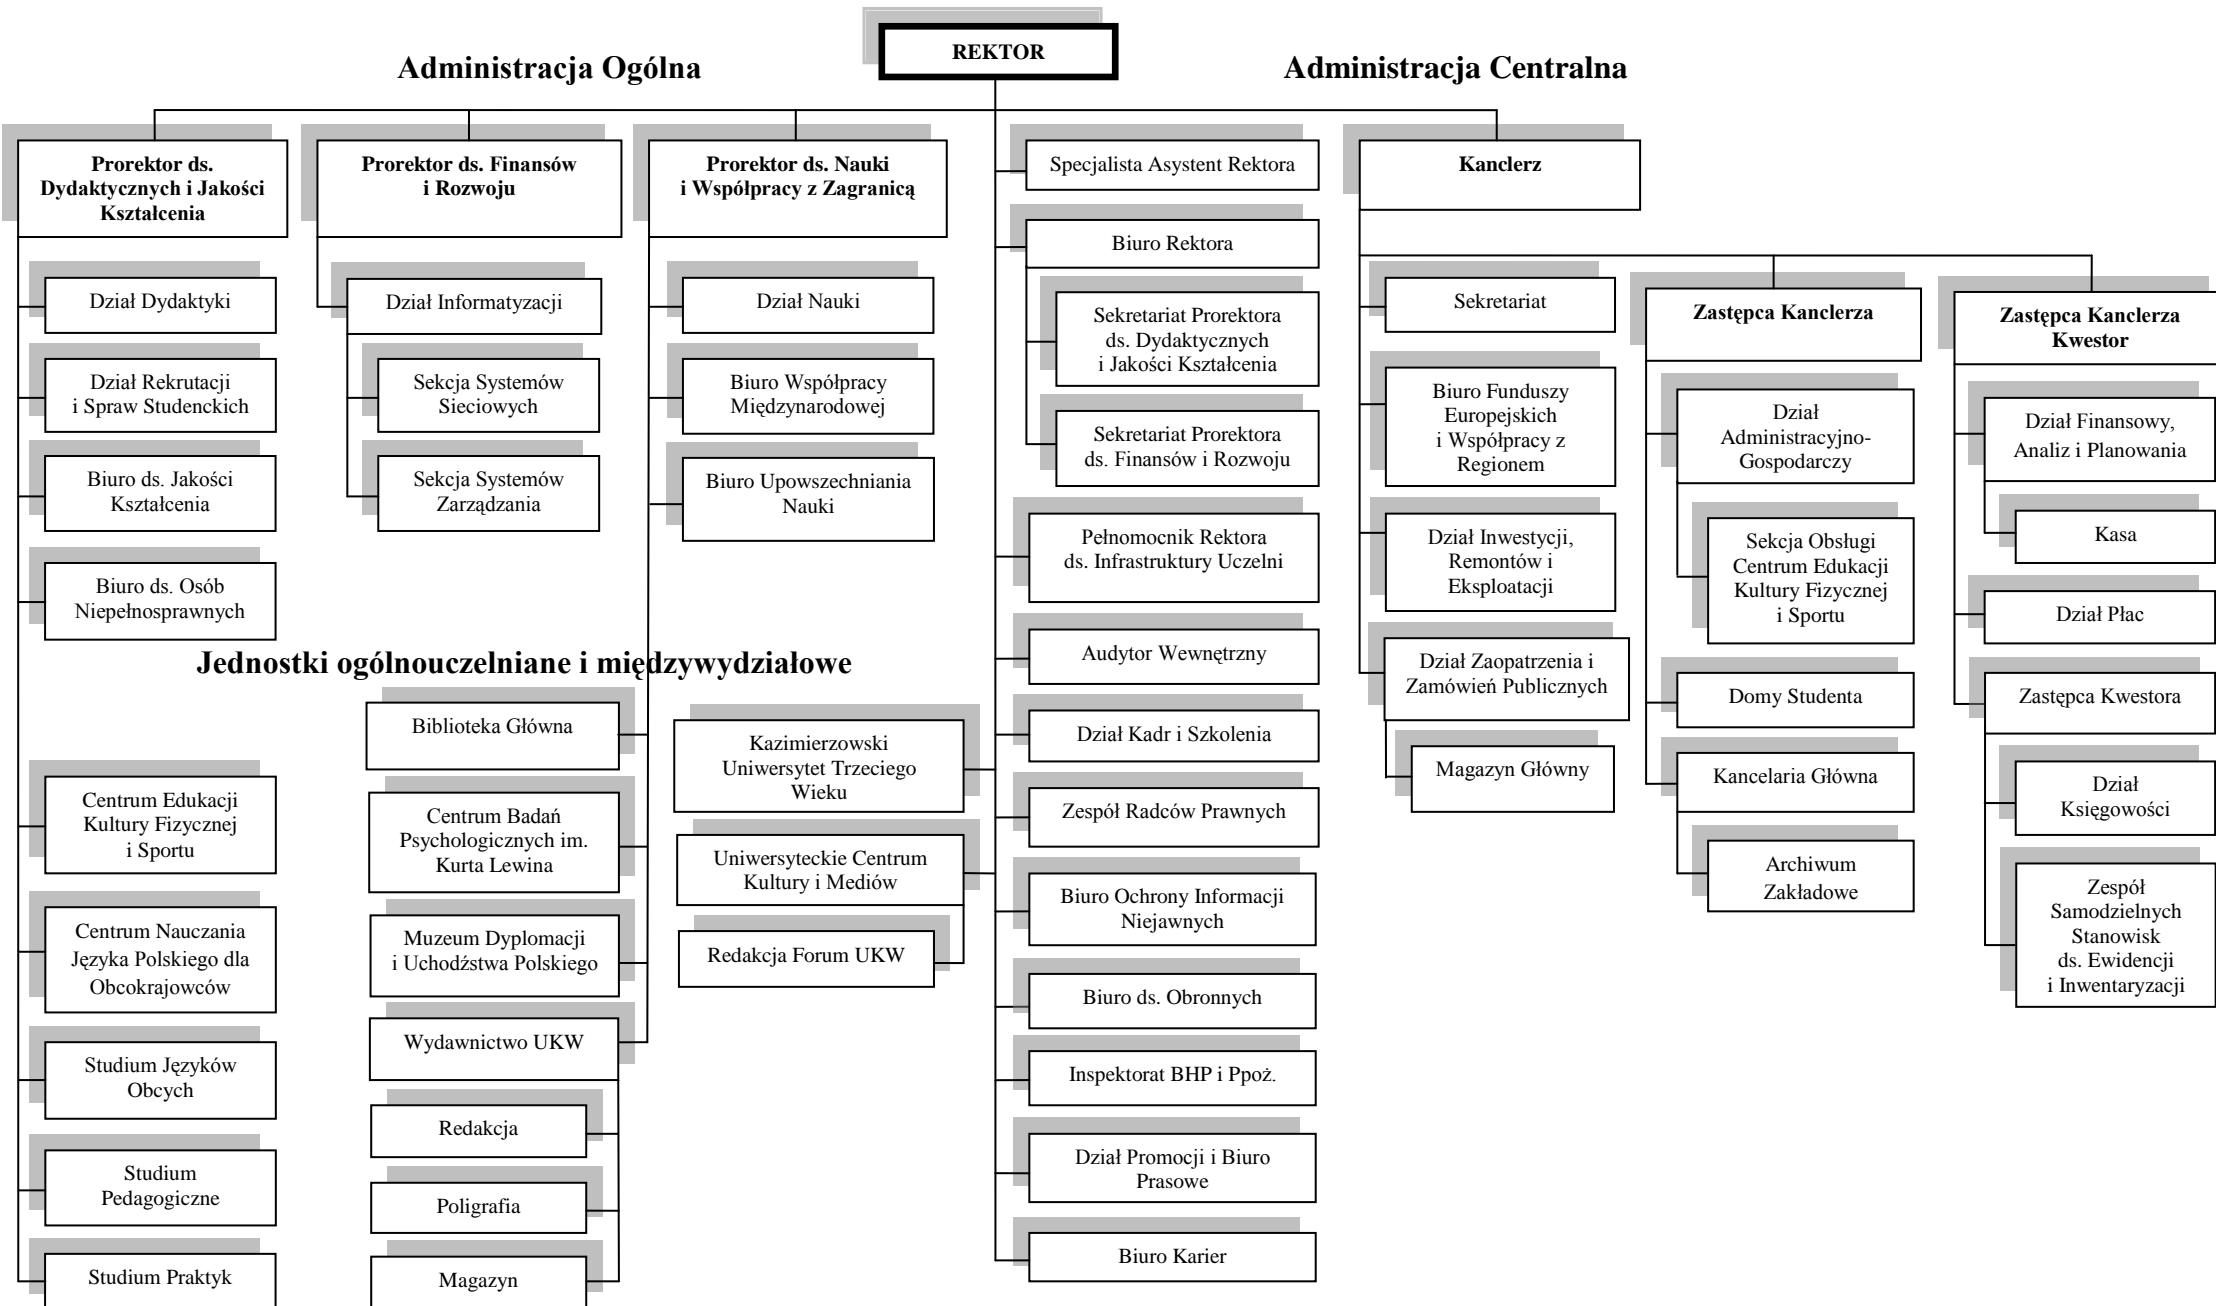 REKTOR
Administracja Ogólna
Administracja Centralna
Prorektor ds.
Dydaktycznych i Jakości
Kształcenia
Dział Dydaktyki
Dział Rekrutacji
i Spraw Studenckich
Biuro ds. Jakości
Kształcenia
Biuro ds. Osób
Niepełnosprawnych
Prorektor ds. Finansów
i Rozwoju
Dział Informatyzacji
Sekcja Systemów
Sieciowych
Sekcja Systemów
Zarządzania
Prorektor ds. Nauki
i Współpracy z Zagranicą
Dział Nauki
Biuro Współpracy
Międzynarodowej
Biuro Upowszechniania
Nauki
Jednostki ogólnouczelniane i międzywydziałowe
Centrum Edukacji
Kultury Fizycznej
i Sportu
Centrum Nauczania
Języka Polskiego dla
Obcokrajowców
Studium Języków
Obcych
Studium
Pedagogiczne
Studium Praktyk
Biblioteka Główna
Centrum Badań
Psychologicznych im.
Kurta Lewina
Muzeum Dyplomacji
i Uchodźstwa Polskiego
Wydawnictwo UKW
Redakcja
Poligrafia
Magazyn
Kazimierzowski
Uniwersytet Trzeciego
Wieku
Uniwersyteckie Centrum
Kultury i Mediów
Redakcja Forum UKW
Specjalista Asystent Rektora
Biuro Rektora
Sekretariat Prorektora
ds. Dydaktycznych
i Jakości Kształcenia
Sekretariat Prorektora
ds. Finansów i Rozwoju
Pełnomocnik Rektora
ds. Infrastruktury Uczelni
Audytor Wewnętrzny
Dział Kadr i Szkolenia
Zespół Radców Prawnych
Biuro Ochrony Informacji
Niejawnych
Biuro ds. Obronnych
Inspektorat BHP i Ppoż.
Dział Promocji i Biuro
Prasowe
Biuro Karier
Kanclerz
Sekretariat
Biuro Funduszy
Europejskich
i Współpracy z
Regionem
Dział Inwestycji,
Remontów i
Eksploatacji
Dział Zaopatrzenia i
Zamówień Publicznych
Magazyn Główny
Zastępca Kanclerza
Dział
Administracyjno-
Gospodarczy
Sekcja Obsługi
Centrum Edukacji
Kultury Fizycznej
i Sportu
Domy Studenta
Kancelaria Główna
Archiwum
Zakładowe
Zastępca Kanclerza
Kwestor
Dział Finansowy,
Analiz i Planowania
Kasa
Dział Płac
Zastępca Kwestora
Dział
Księgowości
Zespół
Samodzielnych
Stanowisk
ds. Ewidencji
i Inwentaryzacji